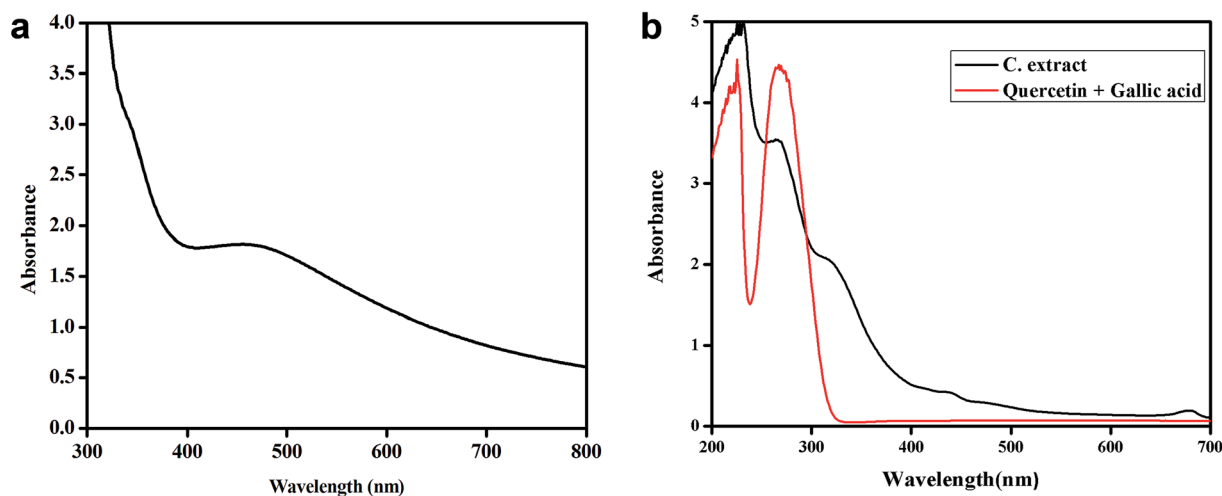 a
4.0
3.5
3.0
2.5
2.0
1.5
1.0
0.5
0.0
Absorbance
300 400 500 600 700 800
Wavelength (nm)
b
5
4
3
2
1
0
Absorbance
C. extract
Quercetin + Gallic acid
200 300 400 500 600 700
Wavelength(nm)